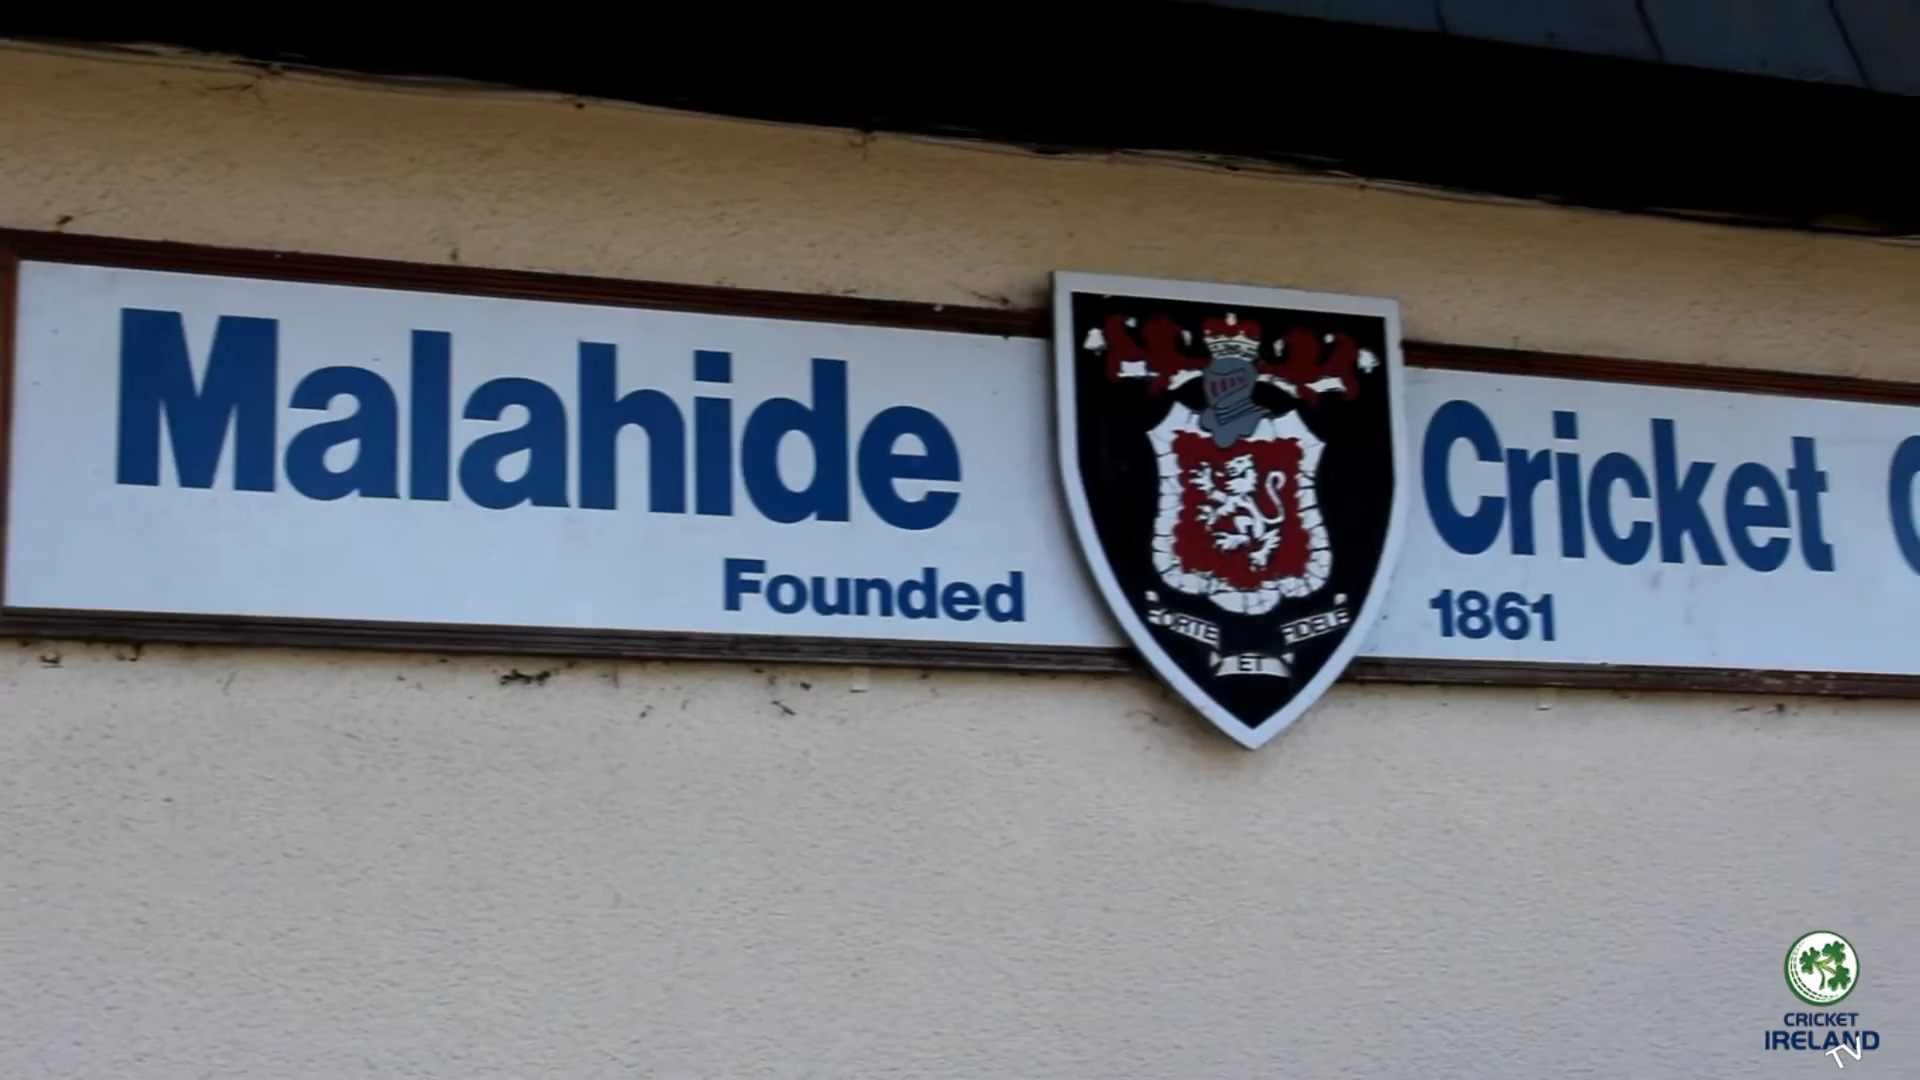 Malahide Cricket C
Founded 1861
FORTE ET FIDELE
CRICKET
IRELAND
TV